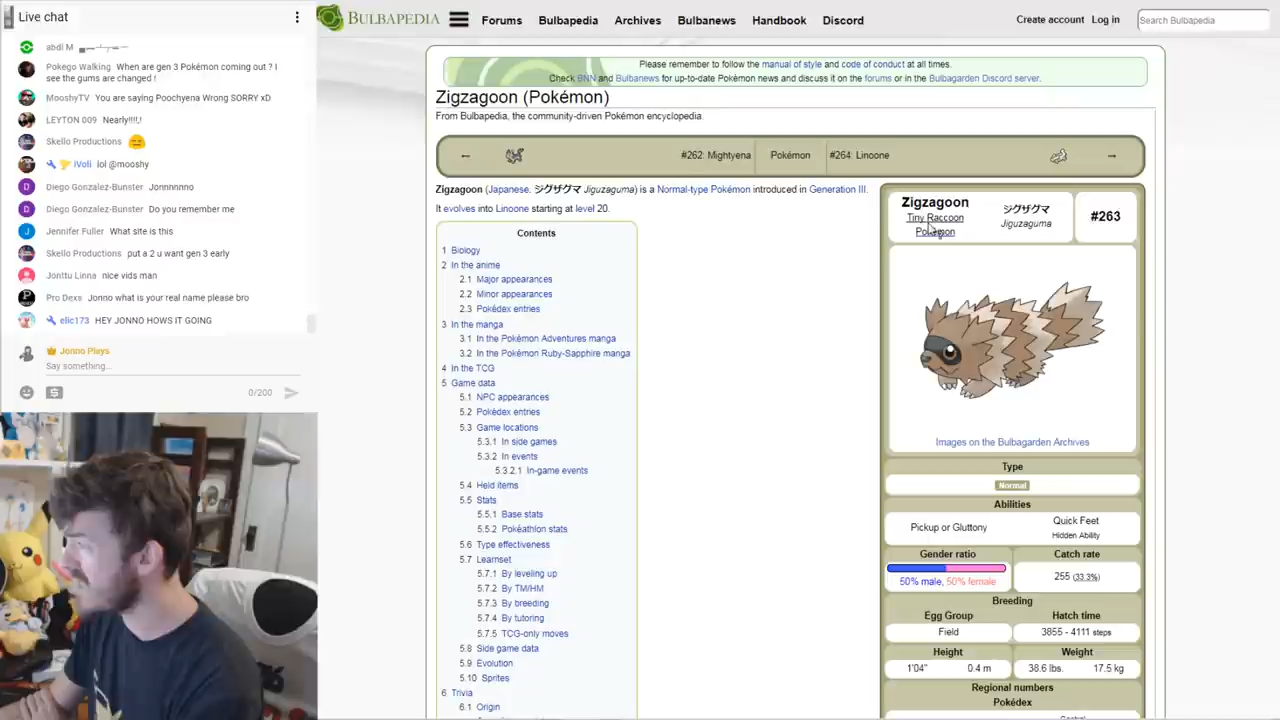 Live chat
abdi M
Pokego Walking When are gen 3 Pokémon coming out ? I
see the gums are changed !
MooshyTV You are saying Poochyena Wrong SORRY xD
LEYTON 009 Nearly!!!!,!
Skello Productions
iVoli lol @mooshy
Diego Gonzalez-Bunster Jonnnnnno
Diego Gonzalez-Bunster Do you remember me
Jennifer Fuller What site is this
Skello Productions put a 2 u want gen 3 early
Jonttu Linna nice vids man
Pro Dexs Jonno what is your real name please bro
elic173 HEY JONNO HOWS IT GOING
Jonno Plays
Say something...
0/200
BULBAPEDIA
Forums Bulbapedia Archives Bulbanews Handbook Discord
Create account Log in
Search Bulbapedia
Please remember to follow the manual of style and code of conduct at all times.
Check BNN and Bulbanews for up-to-date Pokémon news and discuss it on the forums or in the Bulbagarden Discord server.
Zigzagoon (Pokémon)
From Bulbapedia, the community-driven Pokémon encyclopedia.
← #262: Mightyena Pokémon #264: Linoone →
Zigzagoon (Japanese: ジグザグマ Jiguzaguma) is a Normal-type Pokémon introduced in Generation III.
It evolves into Linoone starting at level 20.
Contents
1 Biology
2 In the anime
2.1 Major appearances
2.2 Minor appearances
2.3 Pokédex entries
3 In the manga
3.1 In the Pokémon Adventures manga
3.2 In the Pokémon Ruby-Sapphire manga
4 In the TCG
5 Game data
5.1 NPC appearances
5.2 Pokédex entries
5.3 Game locations
5.3.1 In side games
5.3.2 In events
5.3.2.1 In-game events
5.4 Held items
5.5 Stats
5.5.1 Base stats
5.5.2 Pokéathlon stats
5.6 Type effectiveness
5.7 Learnset
5.7.1 By leveling up
5.7.2 By TM/HM
5.7.3 By breeding
5.7.4 By tutoring
5.7.5 TCG-only moves
5.8 Side game data
5.9 Evolution
5.10 Sprites
6 Trivia
6.1 Origin
Zigzagoon
Tiny Raccoon
Pokémon
ジグザグマ
Jiguzaguma
#263
Images on the Bulbagarden Archives
Type
Normal
Abilities
Pickup or Gluttony
Quick Feet
Hidden Ability
Gender ratio
50% male, 50% female
Catch rate
255 (33.3%)
Breeding
Egg Group
Field
Hatch time
3855 - 4111 steps
Height
1'04" 0.4 m
Weight
38.6 lbs. 17.5 kg
Regional numbers
Pokédex